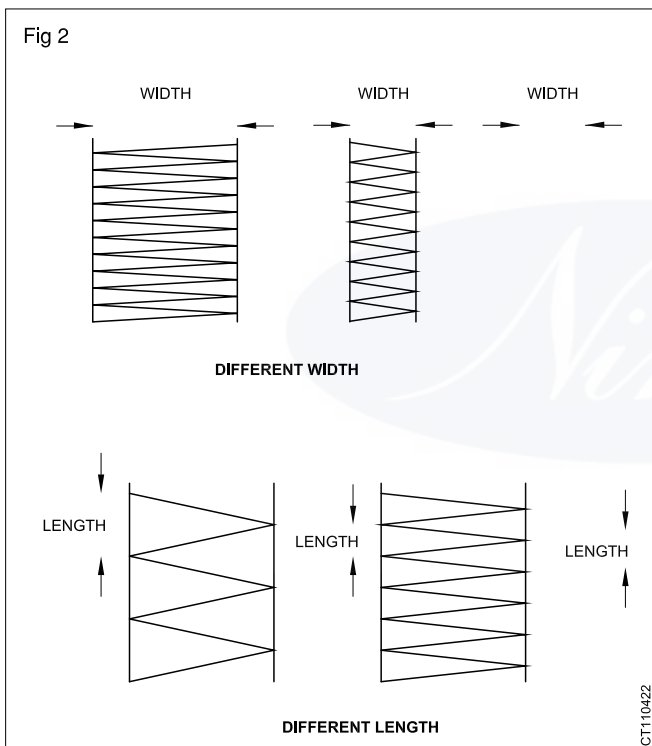 Fig 2
WIDTH WIDTH WIDTH
DIFFERENT WIDTH
LENGTH LENGTH LENGTH
DIFFERENT LENGTH
CT110422